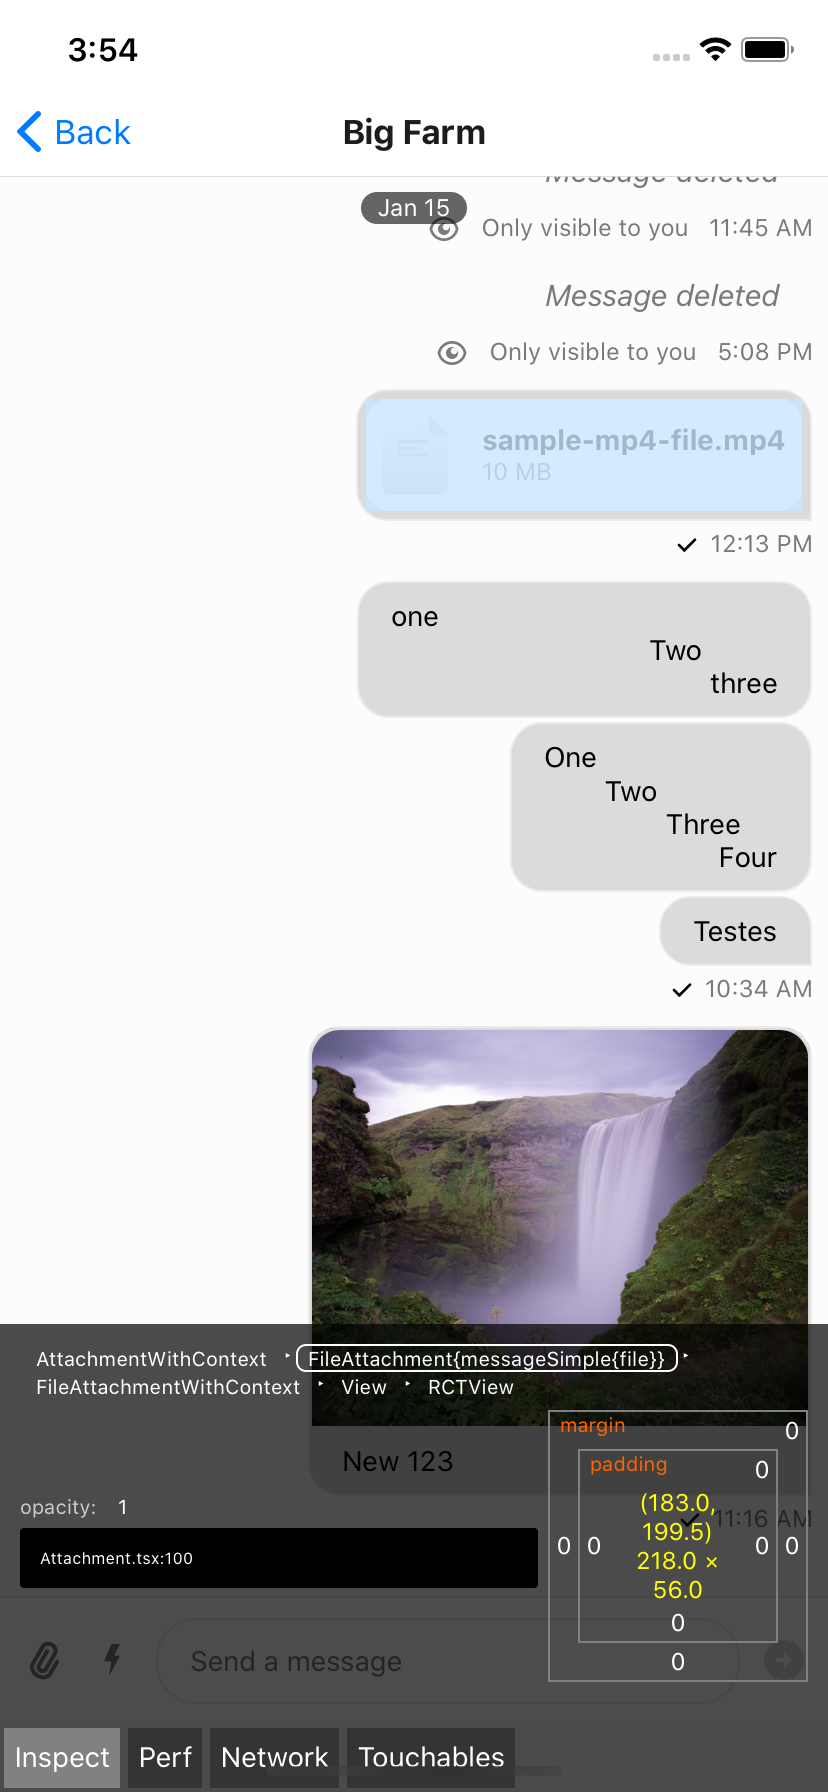 3:54
Back
Big Farm
Message deleted
Jan 15
Only visible to you 11:45 AM
Message deleted
Only visible to you 5:08 PM
sample-mp4-file.mp4
10 MB
12:13 PM
one
Two
three
One
Two
Three
Four
Testes
10:34 AM
AttachmentWithContext ‣ FileAttachment{messageSimple{file}} ‣
FileAttachmentWithContext ‣ View ‣ RCTView
margin 0
New 123
padding 0
(183.0,
199.5)
218.0 ×
56.0
0 0 0 0
0
0
opacity: 1
11:16 AM
Attachment.tsx:100
Send a message
Inspect Perf Network Touchables